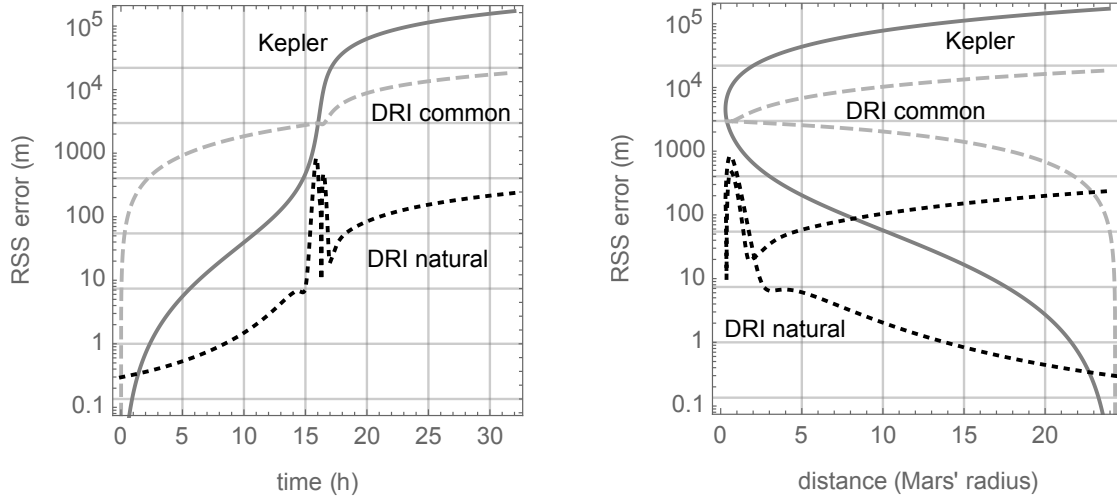 10^5
10^4
1000
100
10
1
0.1
RSS error (m)
Kepler
DRI common
DRI natural
0 5 10 15 20 25 30
time (h)
10^5
10^4
1000
100
10
1
0.1
RSS error (m)
Kepler
DRI common
DRI natural
0 5 10 15 20
distance (Mars' radius)